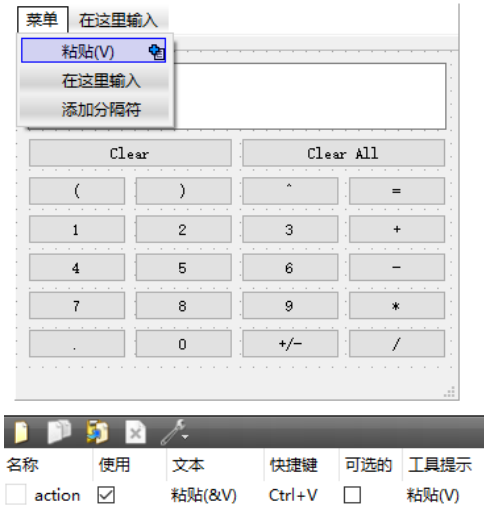 菜单 在这里输入
粘贴(V)
在这里输入
添加分隔符
Clear Clear All
( ) ^ =
1 2 3 +
4 5 6 -
7 8 9 *
. 0 +/- /
名称 使用 文本 快捷键 可选的 工具提示
action 粘贴(&V) Ctrl+V 粘贴(V)